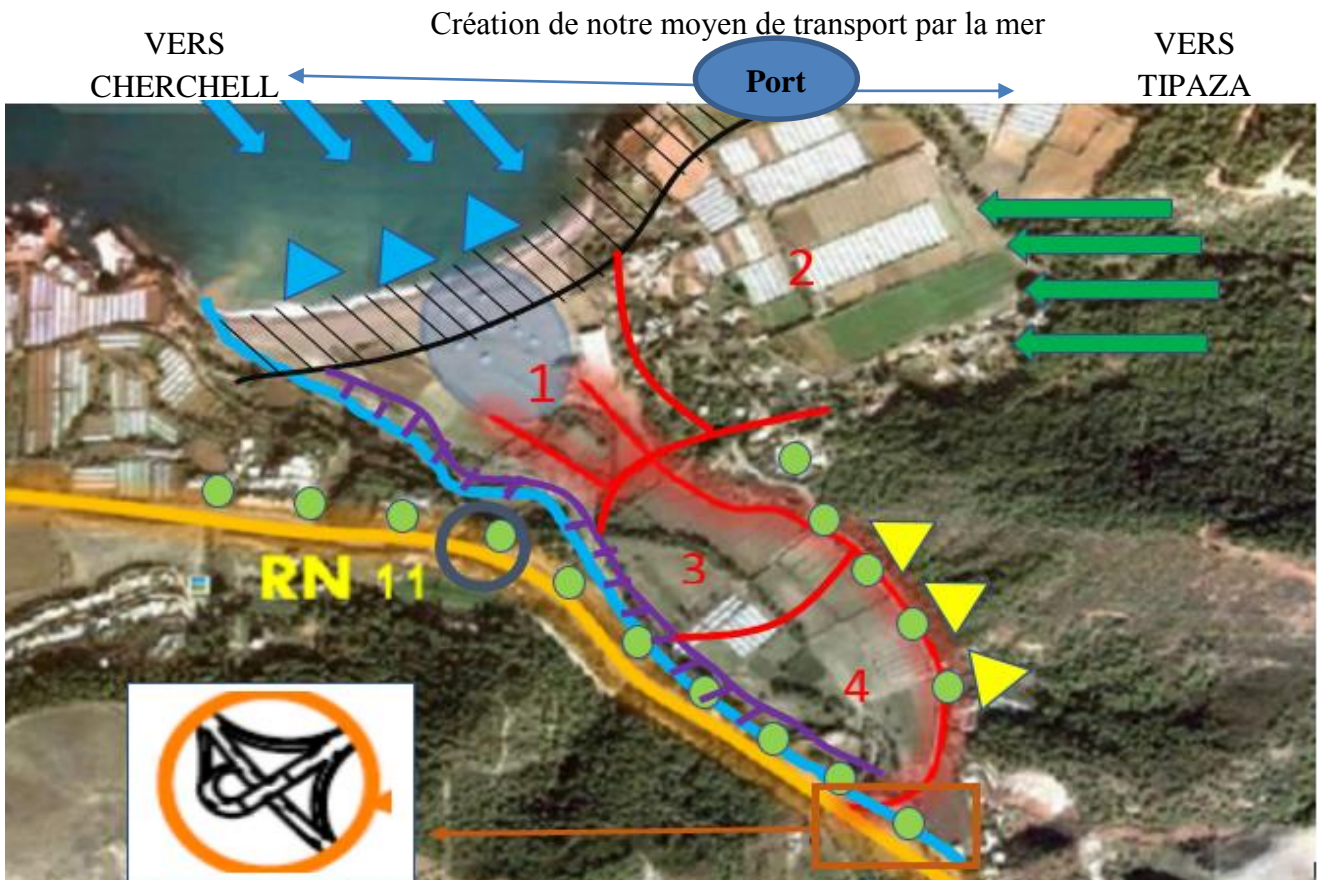 Création de notre moyen de transport par la mer
VERS
CHERCHELL
Port
VERS
TIPAZA
2
1
3
RN 11
4